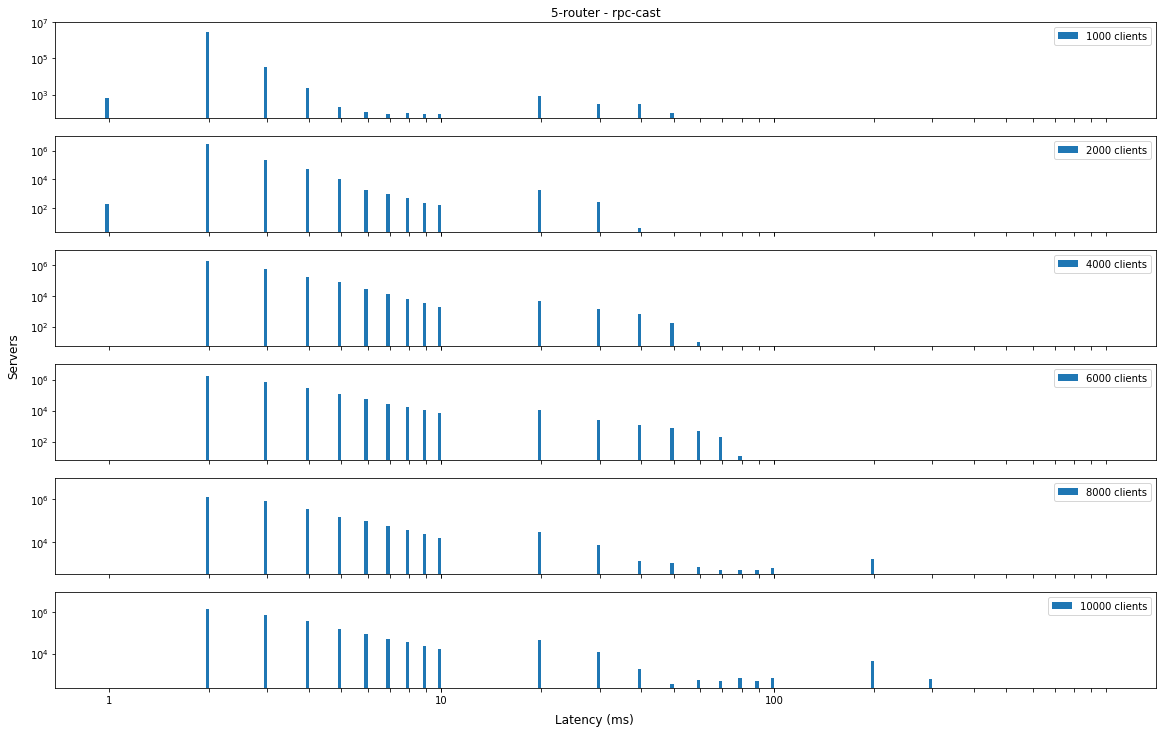 5-router - rpc-cast
10^7
10^5
10^3
1000 clients
10^6
10^4
10^2
2000 clients
10^6
10^4
10^2
4000 clients
Servers
10^6
10^4
10^2
6000 clients
10^6
10^4
8000 clients
10^6
10^4
10000 clients
1 10 100
Latency (ms)